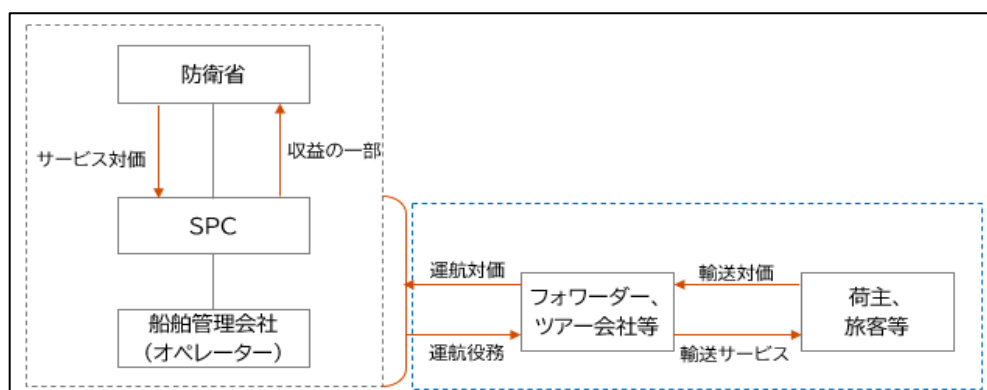 防衛省
サービス対価
収益の一部
SPC
船舶管理会社
（オペレーター）
運航対価
運航役務
フォワーダー、
ツアー会社等
輸送対価
輸送サービス
荷主、
旅客等